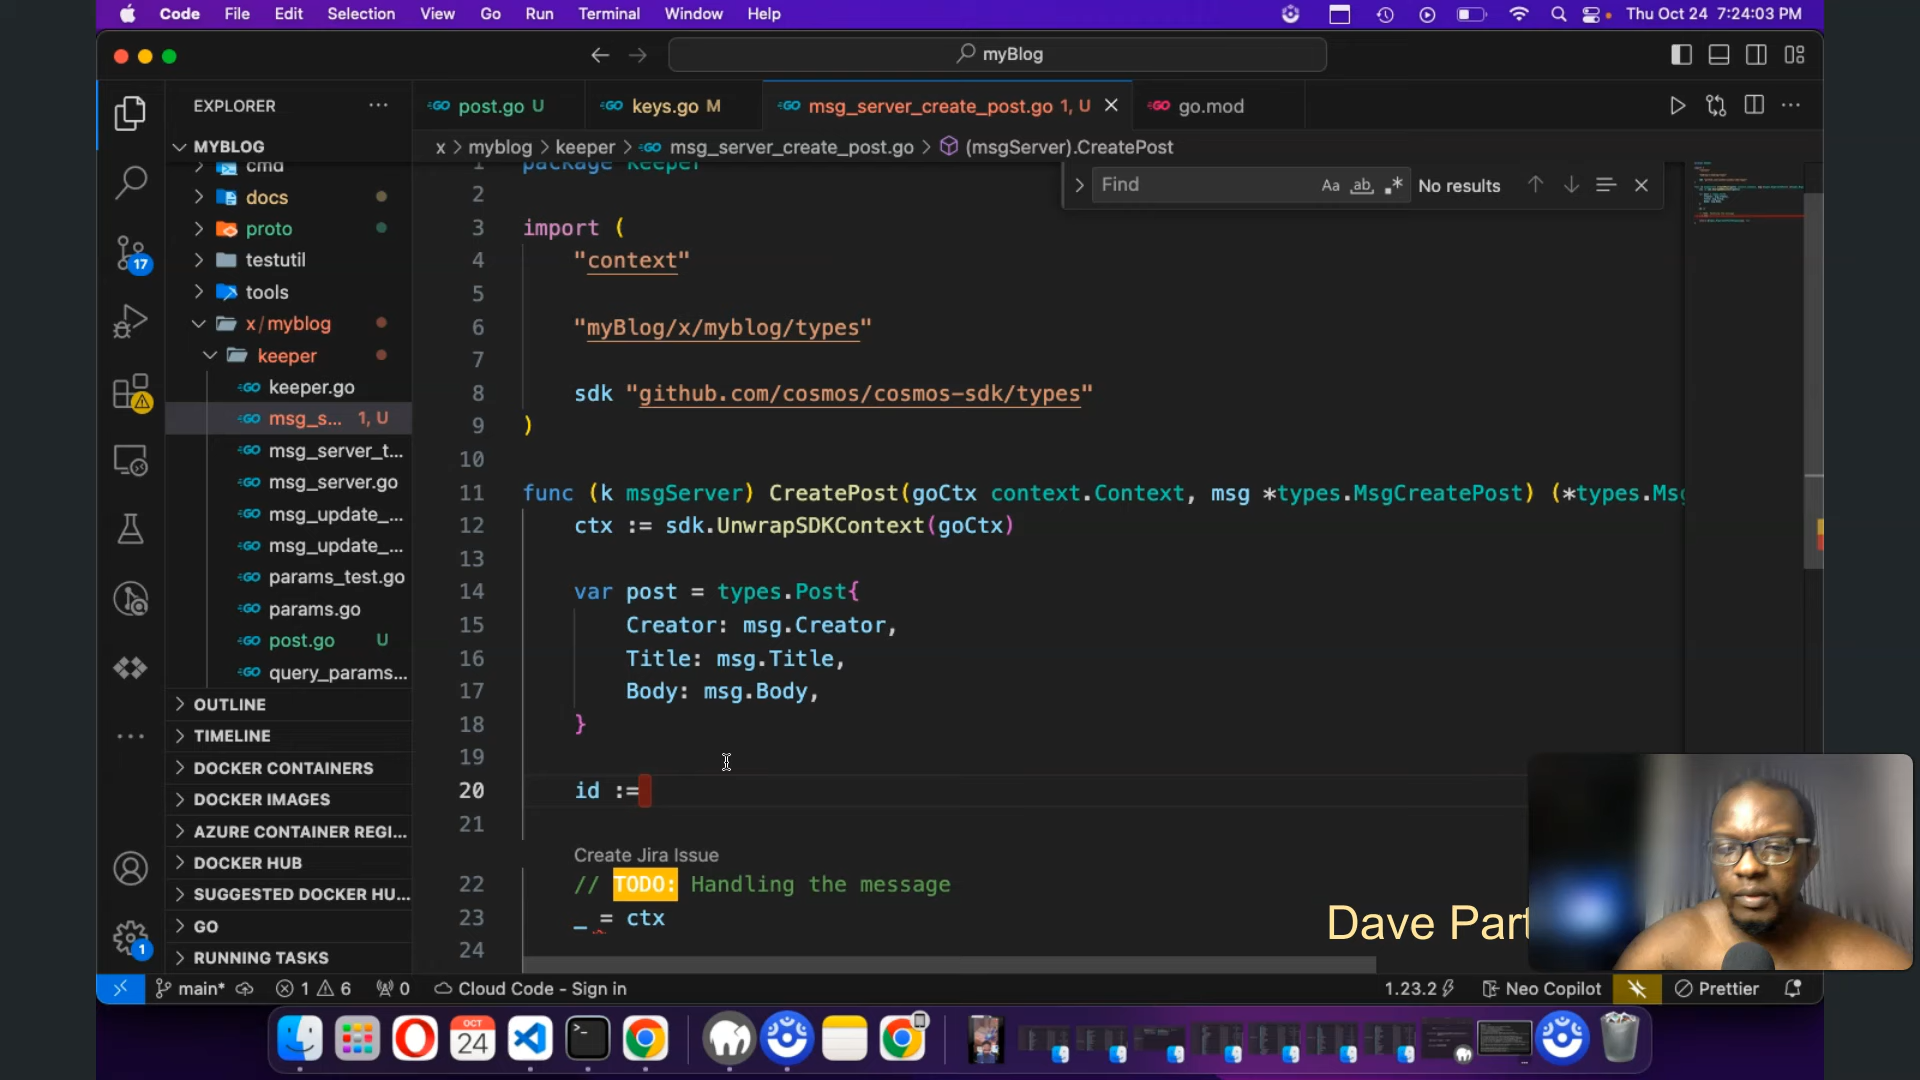 Code File Edit Selection View Go Run Terminal Window Help Thu Oct 24 7:24:03 PM
myBlog
EXPLORER
post.go U
keys.go M
msg_server_create_post.go 1, U
go.mod
MYBLOG
x > myblog > keeper > msg_server_create_post.go > (msgServer).CreatePost
cmd
docs
proto
testutil
tools
x/myblog
keeper
keeper.go
msg_s... 1, U
msg_server_t...
msg_server.go
msg_update_...
msg_update_...
params_test.go
params.go
post.go U
query_params...
OUTLINE
TIMELINE
DOCKER CONTAINERS
DOCKER IMAGES
AZURE CONTAINER REGI...
DOCKER HUB
SUGGESTED DOCKER HU...
GO
RUNNING TASKS
17
1
Find Aa ab No results
1 package keeper
2
3 import (
4 "context"
5
6 "myBlog/x/myblog/types"
7
8 sdk "github.com/cosmos/cosmos-sdk/types"
9 )
10
11 func (k msgServer) CreatePost(goCtx context.Context, msg *types.MsgCreatePost) (*types.Msg
12 ctx := sdk.UnwrapSDKContext(goCtx)
13
14 var post = types.Post{
15 Creator: msg.Creator,
16 Title: msg.Title,
17 Body: msg.Body,
18 }
19
20 id :=
21
Create Jira Issue
22 // TODO: Handling the message
23 _ = ctx
24
Dave Part
main* 1 6 0 Cloud Code - Sign in 1.23.2 Neo Copilot Prettier
OCT
24